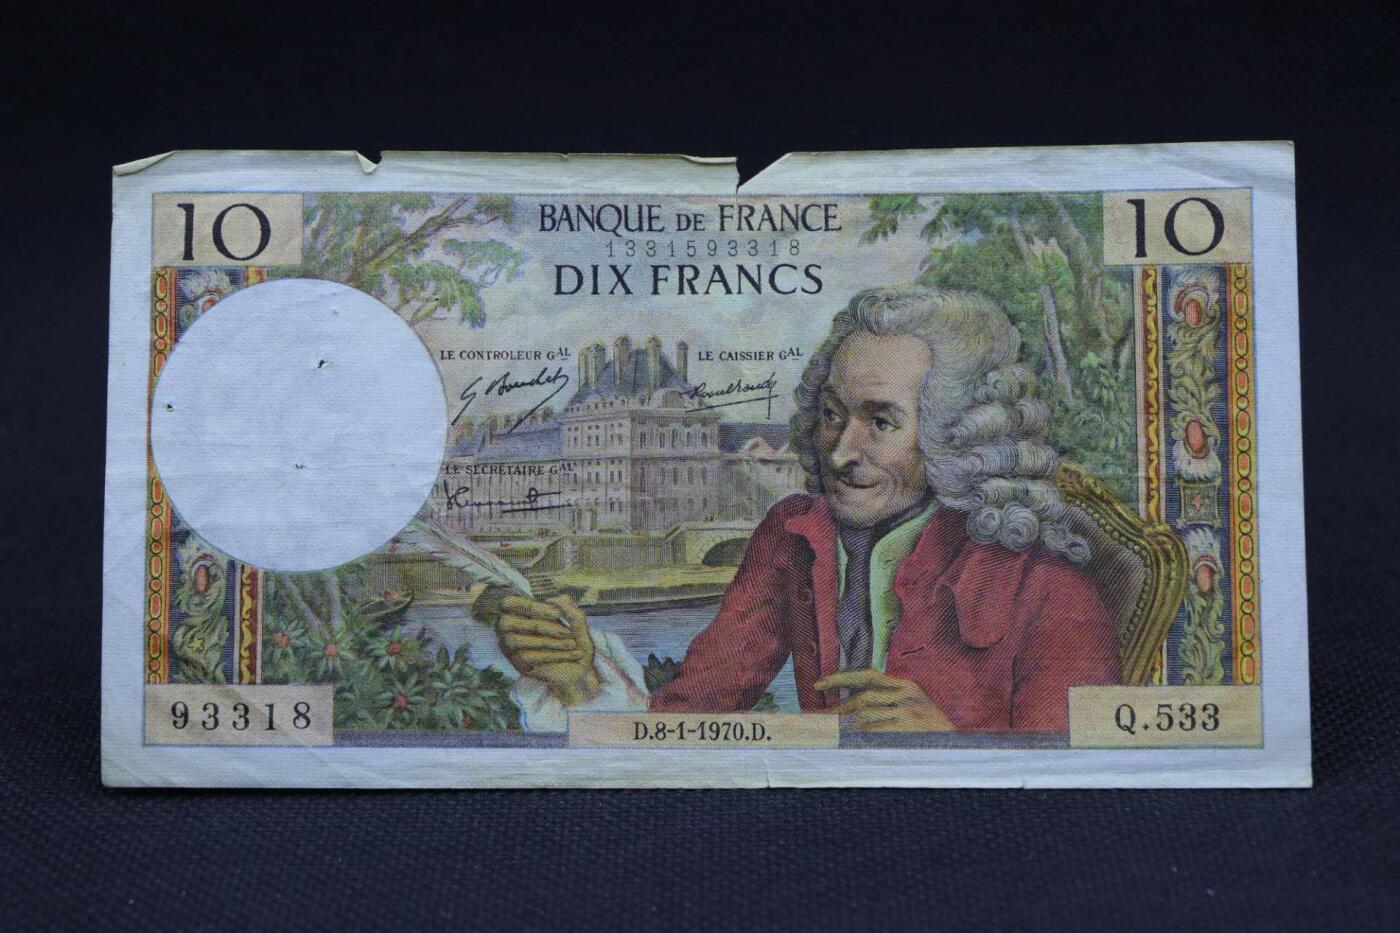 10 BANQUE DE FRANCE 10
1331593318
DIX FRANCS
LE CONTROLEUR GAL LE CAISSIER GAL
G Bouchet
LE SECRÉTAIRE GAL
93318 D.8-1-1970.D. Q.533